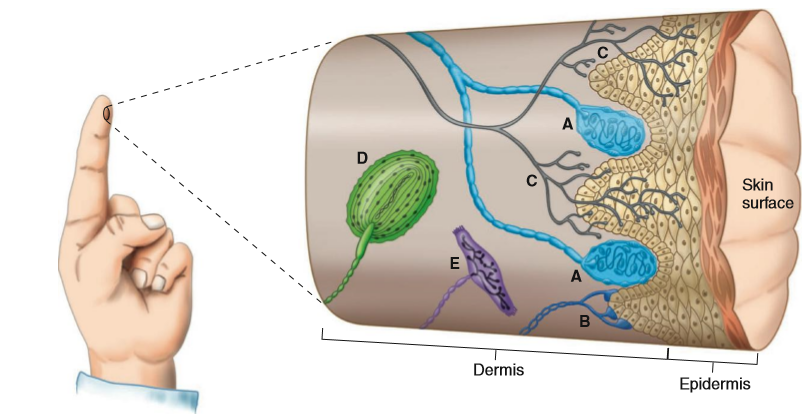 C
A
D
C
Skin
surface
E
A
B
Dermis
Epidermis